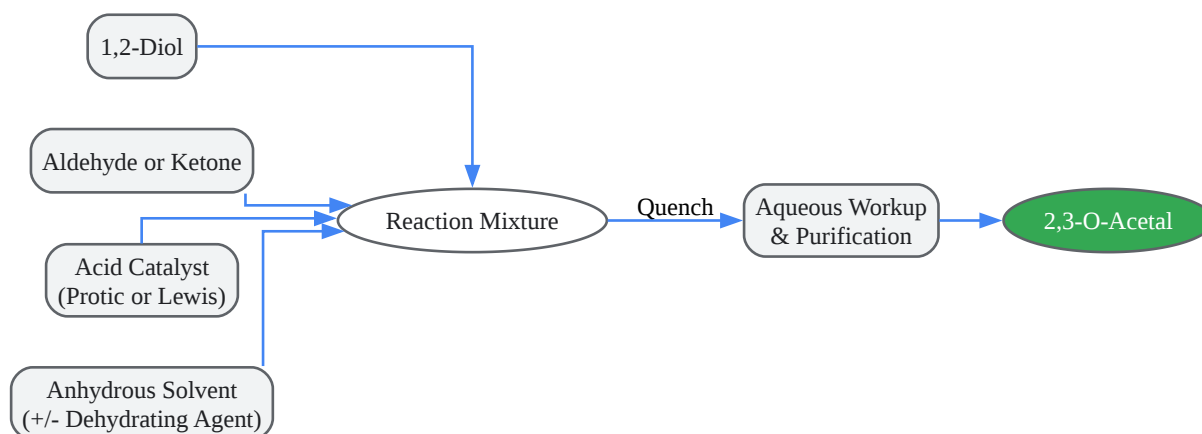 1,2-Diol
Aldehyde or Ketone
Acid Catalyst
(Protic or Lewis)
Anhydrous Solvent
(+/- Dehydrating Agent)
Reaction Mixture
Quench
Aqueous Workup
& Purification
2,3-O-Acetal